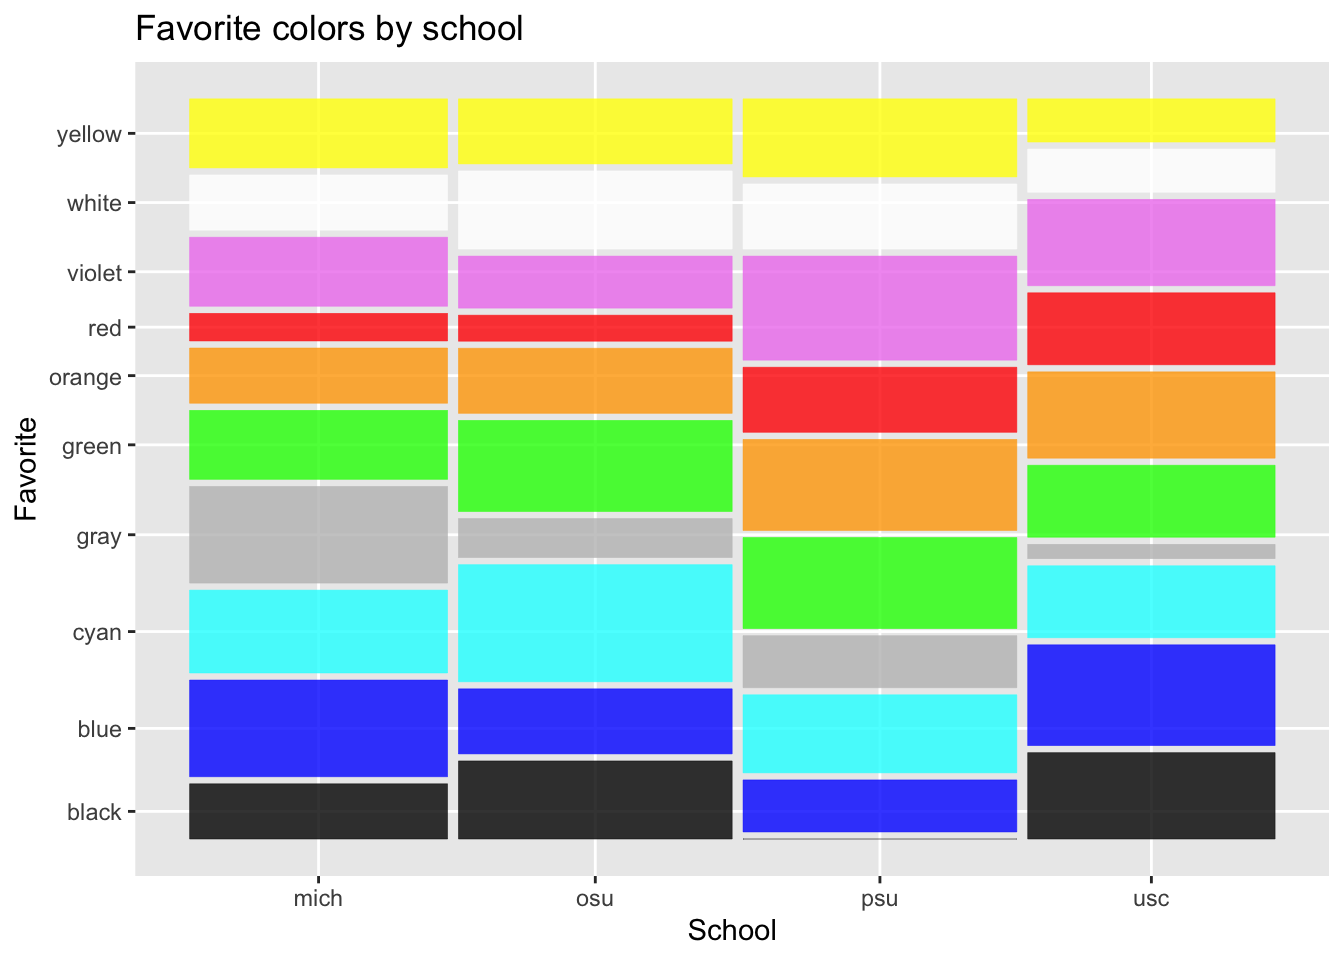 Favorite colors by school
yellow
white
violet
red
orange
green
gray
cyan
blue
black
Favorite
mich osu psu usc
School